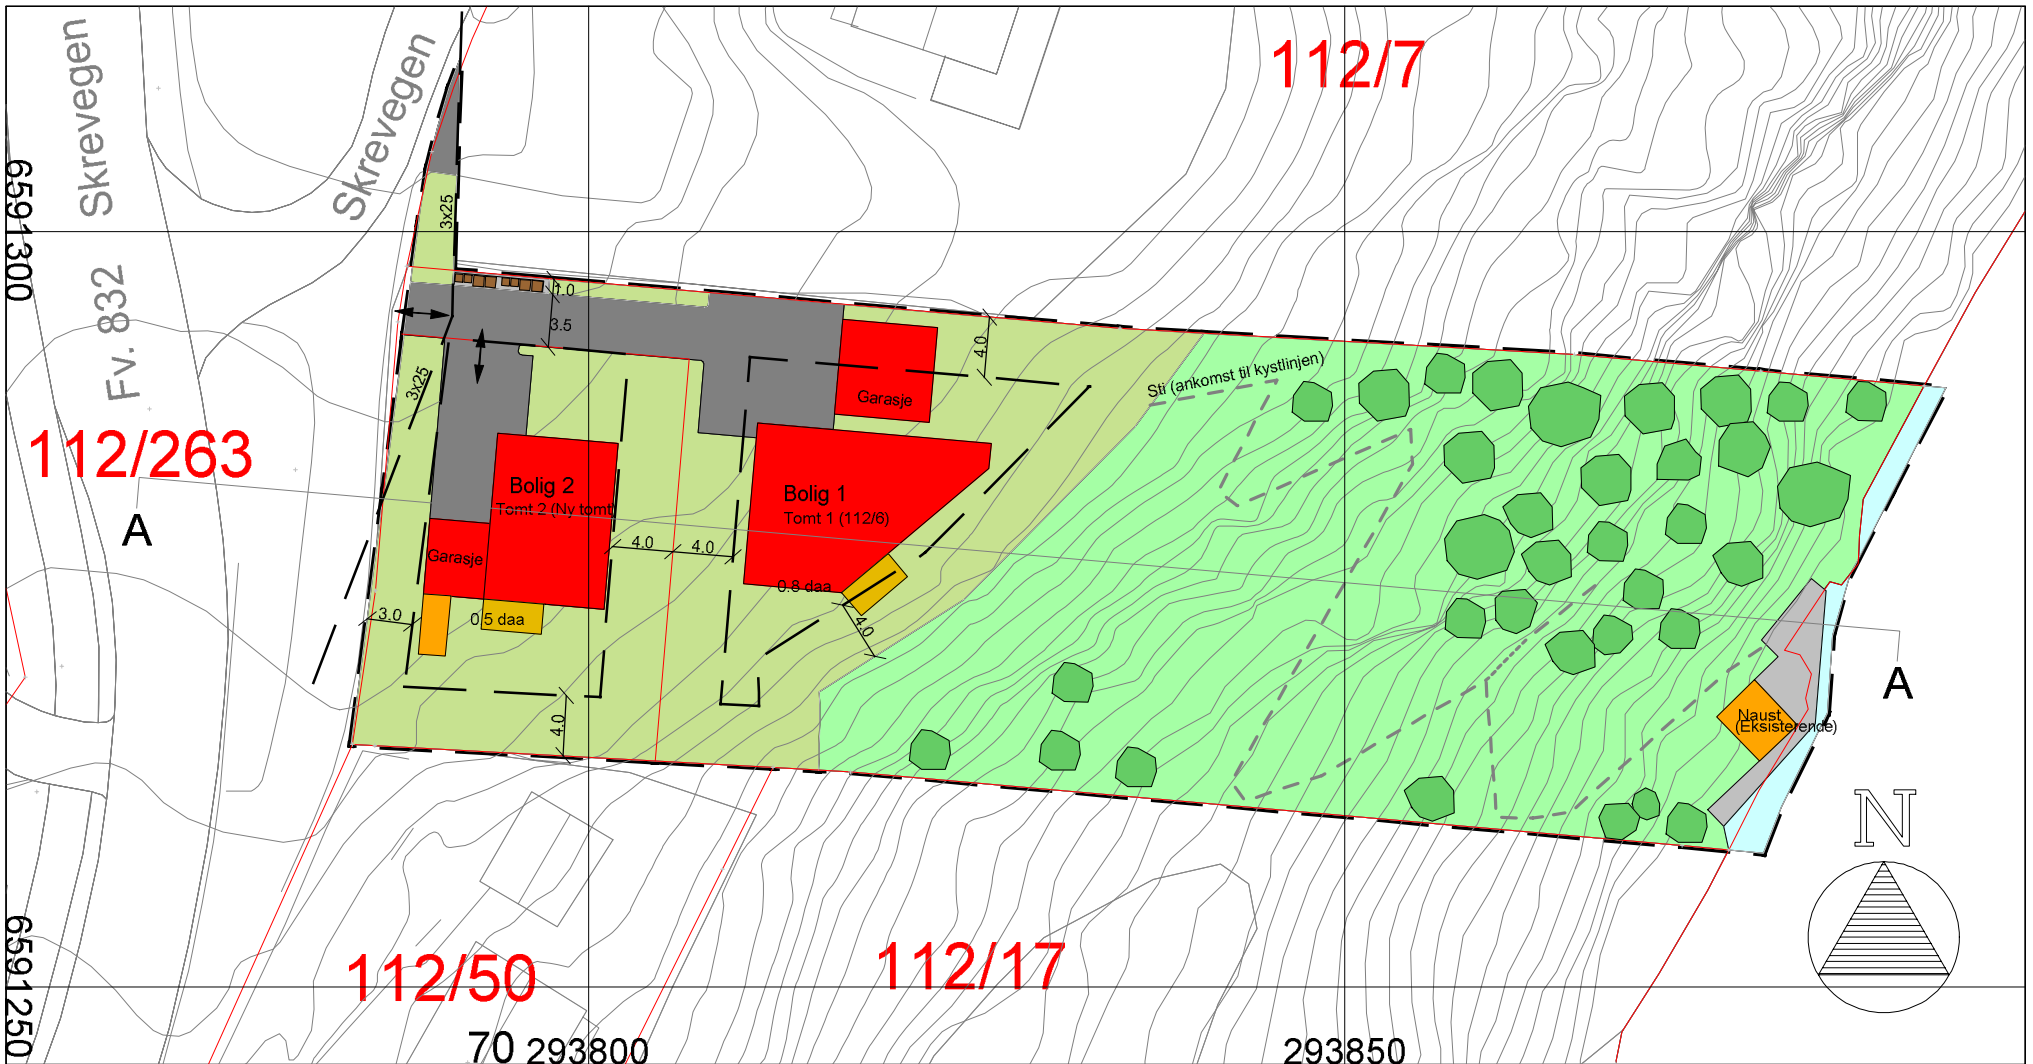 Skrevegen
Skrevegen
Fv. 832
112/7
6591300
3x25
1.0
3.5
4.0
3x25
Sti (ankomst til kystlinjen)
Garasje
112/263
A
Bolig 2
Tomt 2 (Ny tomt)
Bolig 1
Tomt 1 (112/6)
Garasje
4.0
4.0
0.8 daa
3.0
0.5 daa
4.0
4.0
A
Naust
(Eksisterende)
N
6591250
112/50
112/17
70
293800
293850